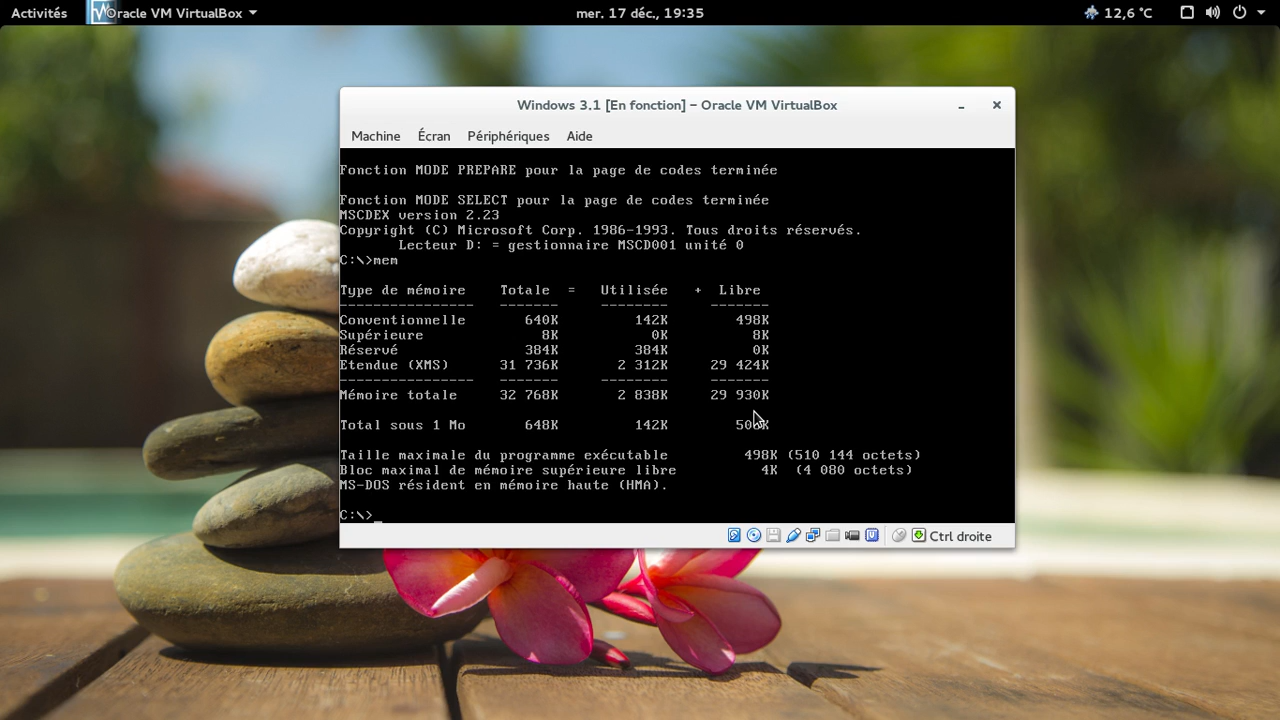 Activités Oracle VM VirtualBox mer. 17 déc., 19:35 12,6 °C
Windows 3.1 [En fonction] – Oracle VM VirtualBox
Machine Écran Périphériques Aide
Fonction MODE PREPARE pour la page de codes terminée
Fonction MODE SELECT pour la page de codes terminée
MSCDEX version 2.23
Copyright (C) Microsoft Corp. 1986-1993. Tous droits réservés.
Lecteur D: = gestionnaire MSCD001 unité 0
C:\>mem
Type de mémoire Totale = Utilisée + Libre
---------------- ------- -------- -------
Conventionnelle 640K 142K 498K
Supérieure 8K 0K 8K
Réservé 384K 384K 0K
Etendue (XMS) 31 736K 2 312K 29 424K
---------------- ------- -------- -------
Mémoire totale 32 768K 2 838K 29 930K
Total sous 1 Mo 648K 142K 506K
Taille maximale du programme exécutable 498K (510 144 octets)
Bloc maximal de mémoire supérieure libre 4K (4 080 octets)
MS-DOS résident en mémoire haute (HMA).
C:\>_
Ctrl droite